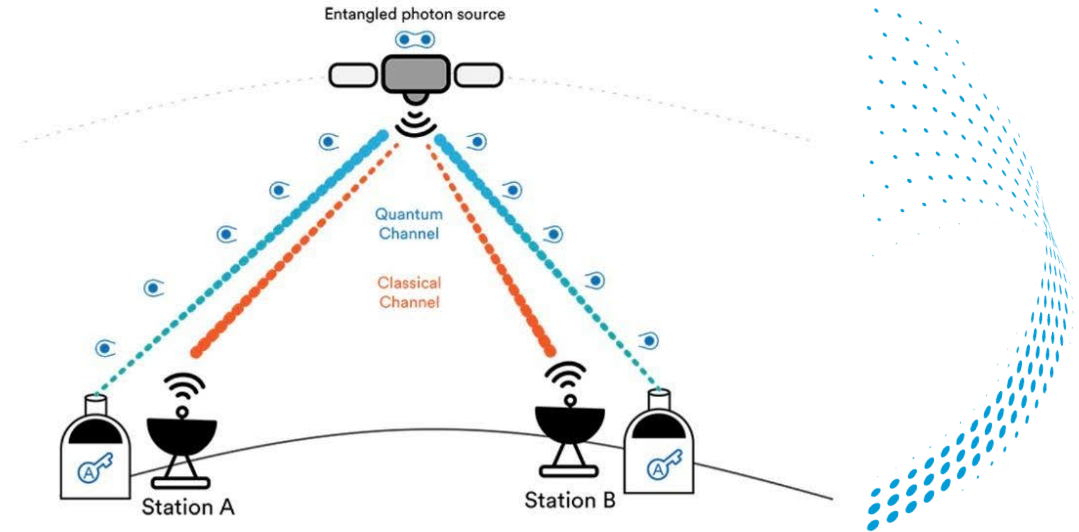 Entangled photon source
Quantum
Channel
Classical
Channel
A
A
Station A
Station B